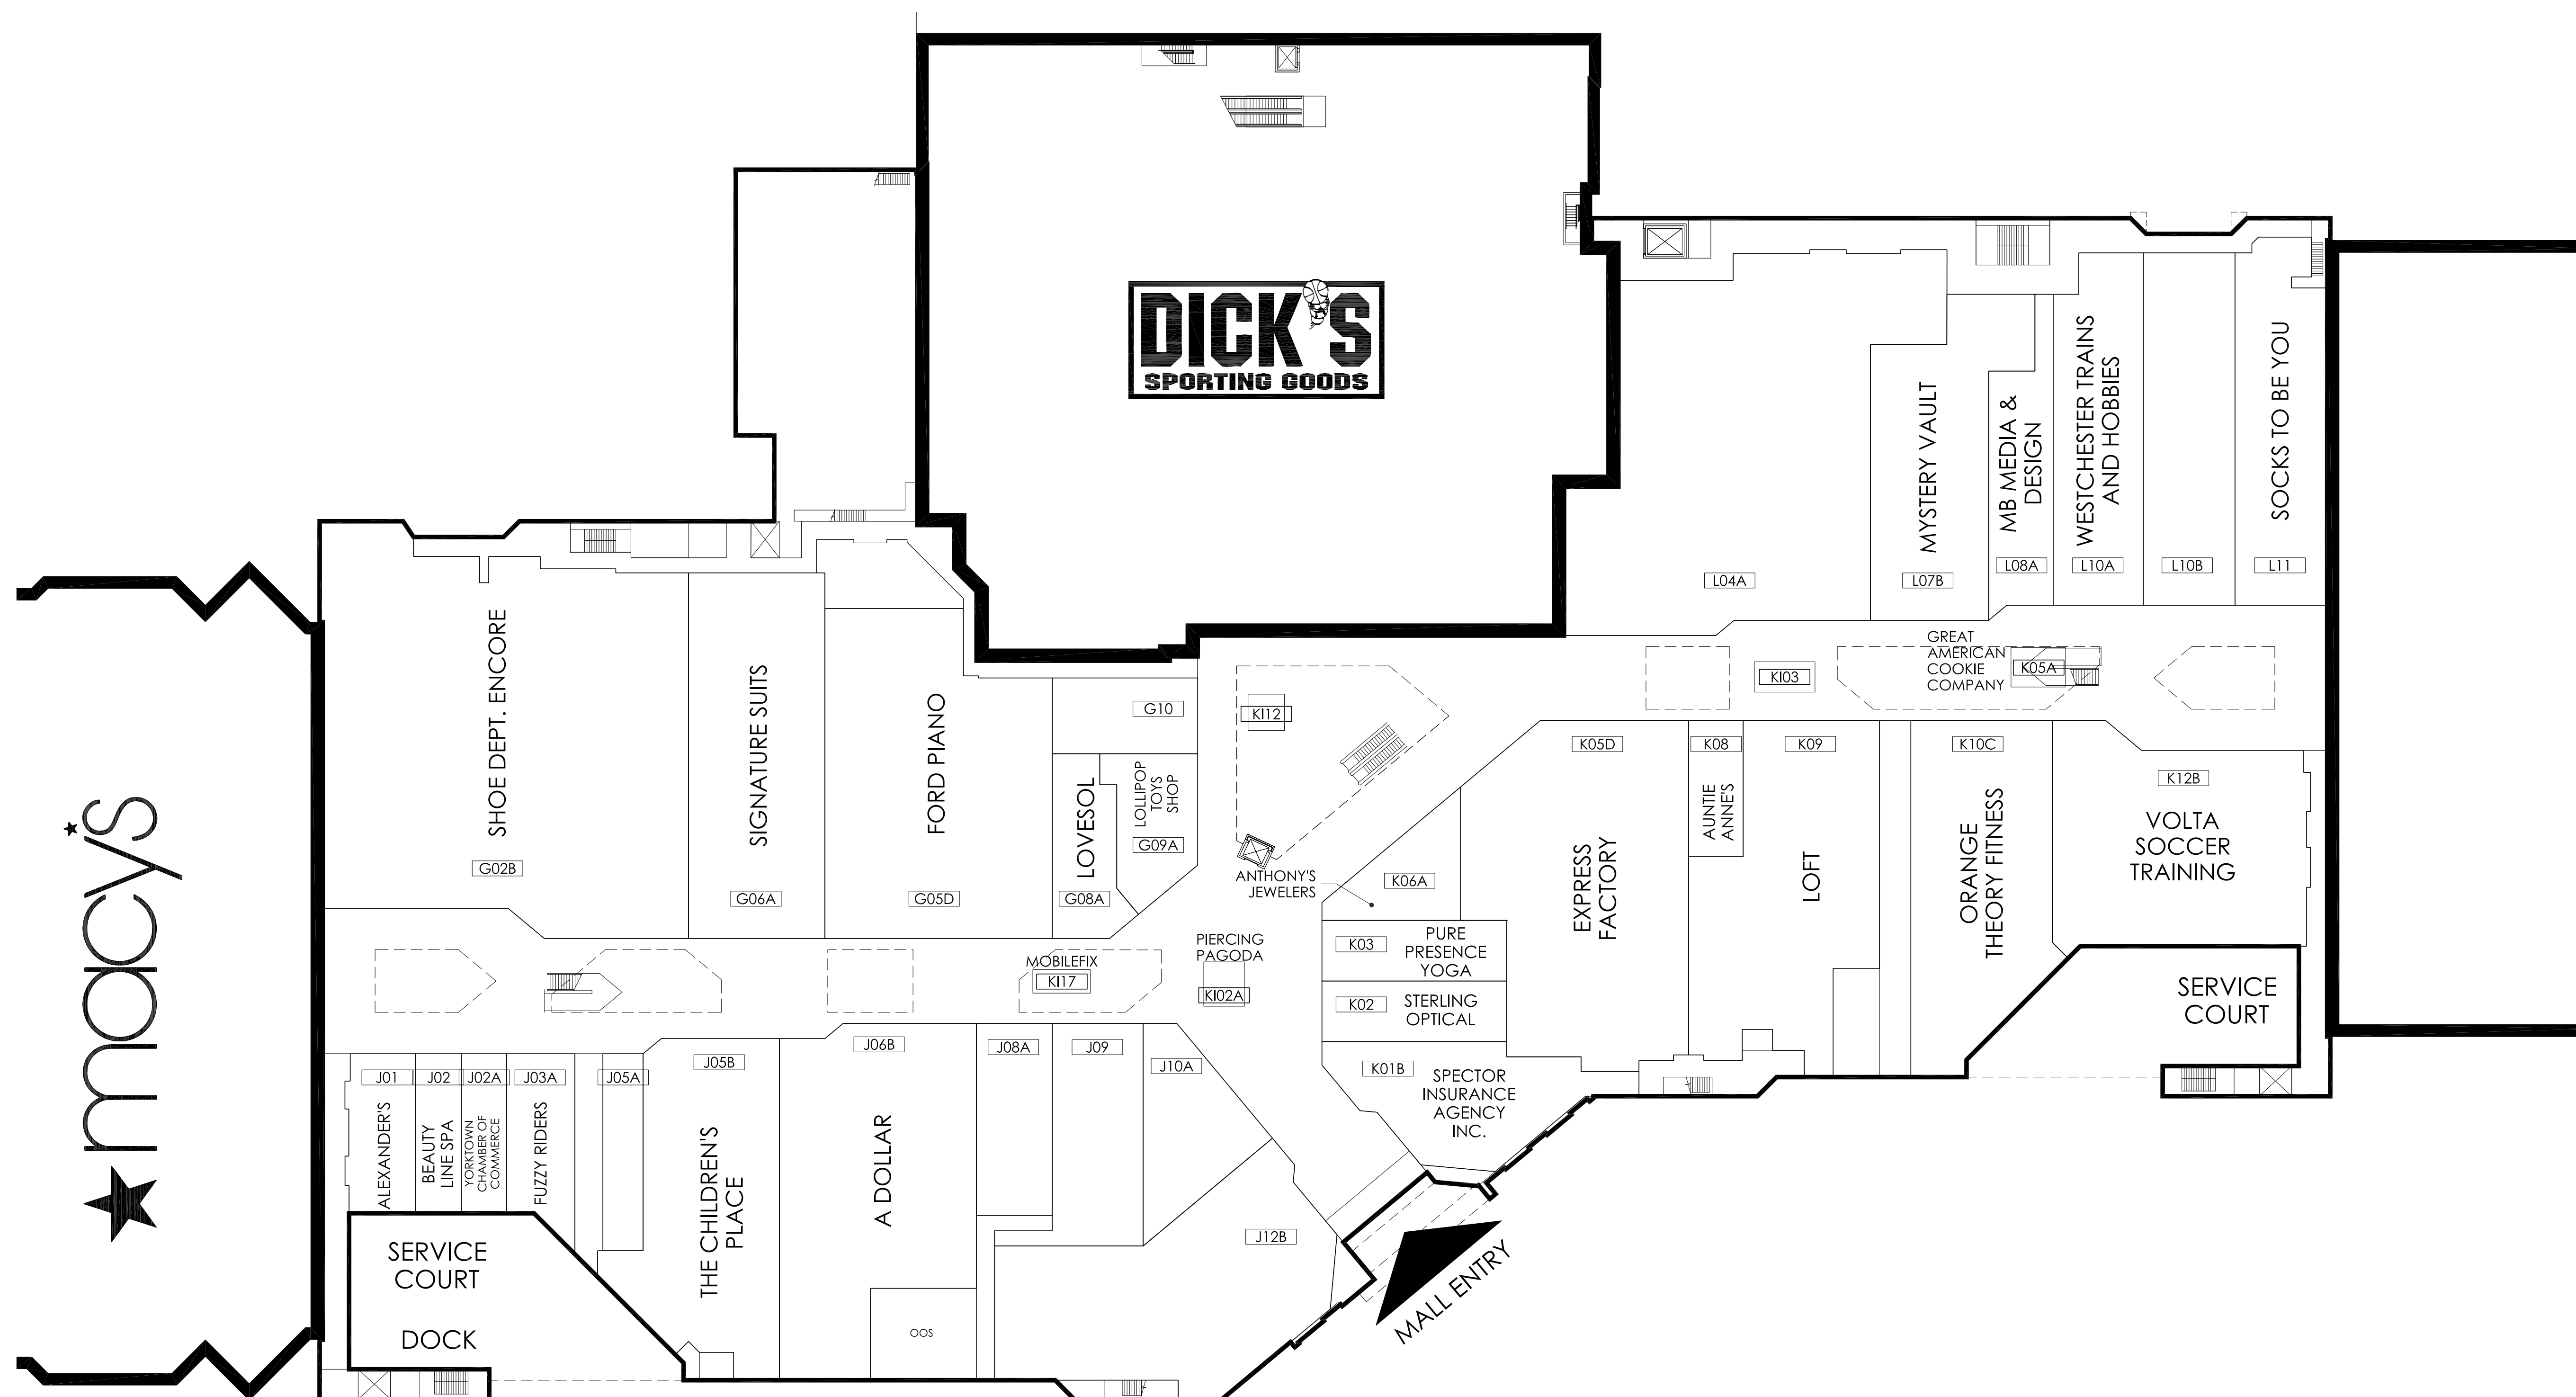 DICK'S
SPORTING GOODS
macy's
SHOE DEPT. ENCORE
G02B
SIGNATURE SUITS
G06A
FORD PIANO
G05D
G10
LOVESOL
G08A
LOLLIPOP
TOYS
SHOP
G09A
KI12
L04A
MYSTERY VAULT
L07B
MB MEDIA &
DESIGN
L08A
WESTCHESTER TRAINS
AND HOBBIES
L10A
L10B
SOCKS TO BE YOU
L11
KI03
GREAT
AMERICAN
COOKIE
COMPANY
K05A
K05D
EXPRESS
FACTORY
K08
AUNTIE
ANNE'S
K09
LOFT
K10C
ORANGE
THEORY FITNESS
K12B
VOLTA
SOCCER
TRAINING
SERVICE
COURT
ANTHONY'S
JEWELERS
K06A
K03
PURE
PRESENCE
YOGA
K02
STERLING
OPTICAL
K01B
SPECTOR
INSURANCE
AGENCY
INC.
PIERCING
PAGODA
KI02A
MOBILEFIX
KI17
J01
ALEXANDER'S
J02
BEAUTY
LINE SPA
J02A
YORKTOWN
CHAMBER OF
COMMERCE
J03A
FUZZY RIDERS
J05A
J05B
THE CHILDREN'S
PLACE
J06B
A DOLLAR
OOS
J08A
J09
J10A
J12B
MALL ENTRY
SERVICE
COURT
DOCK